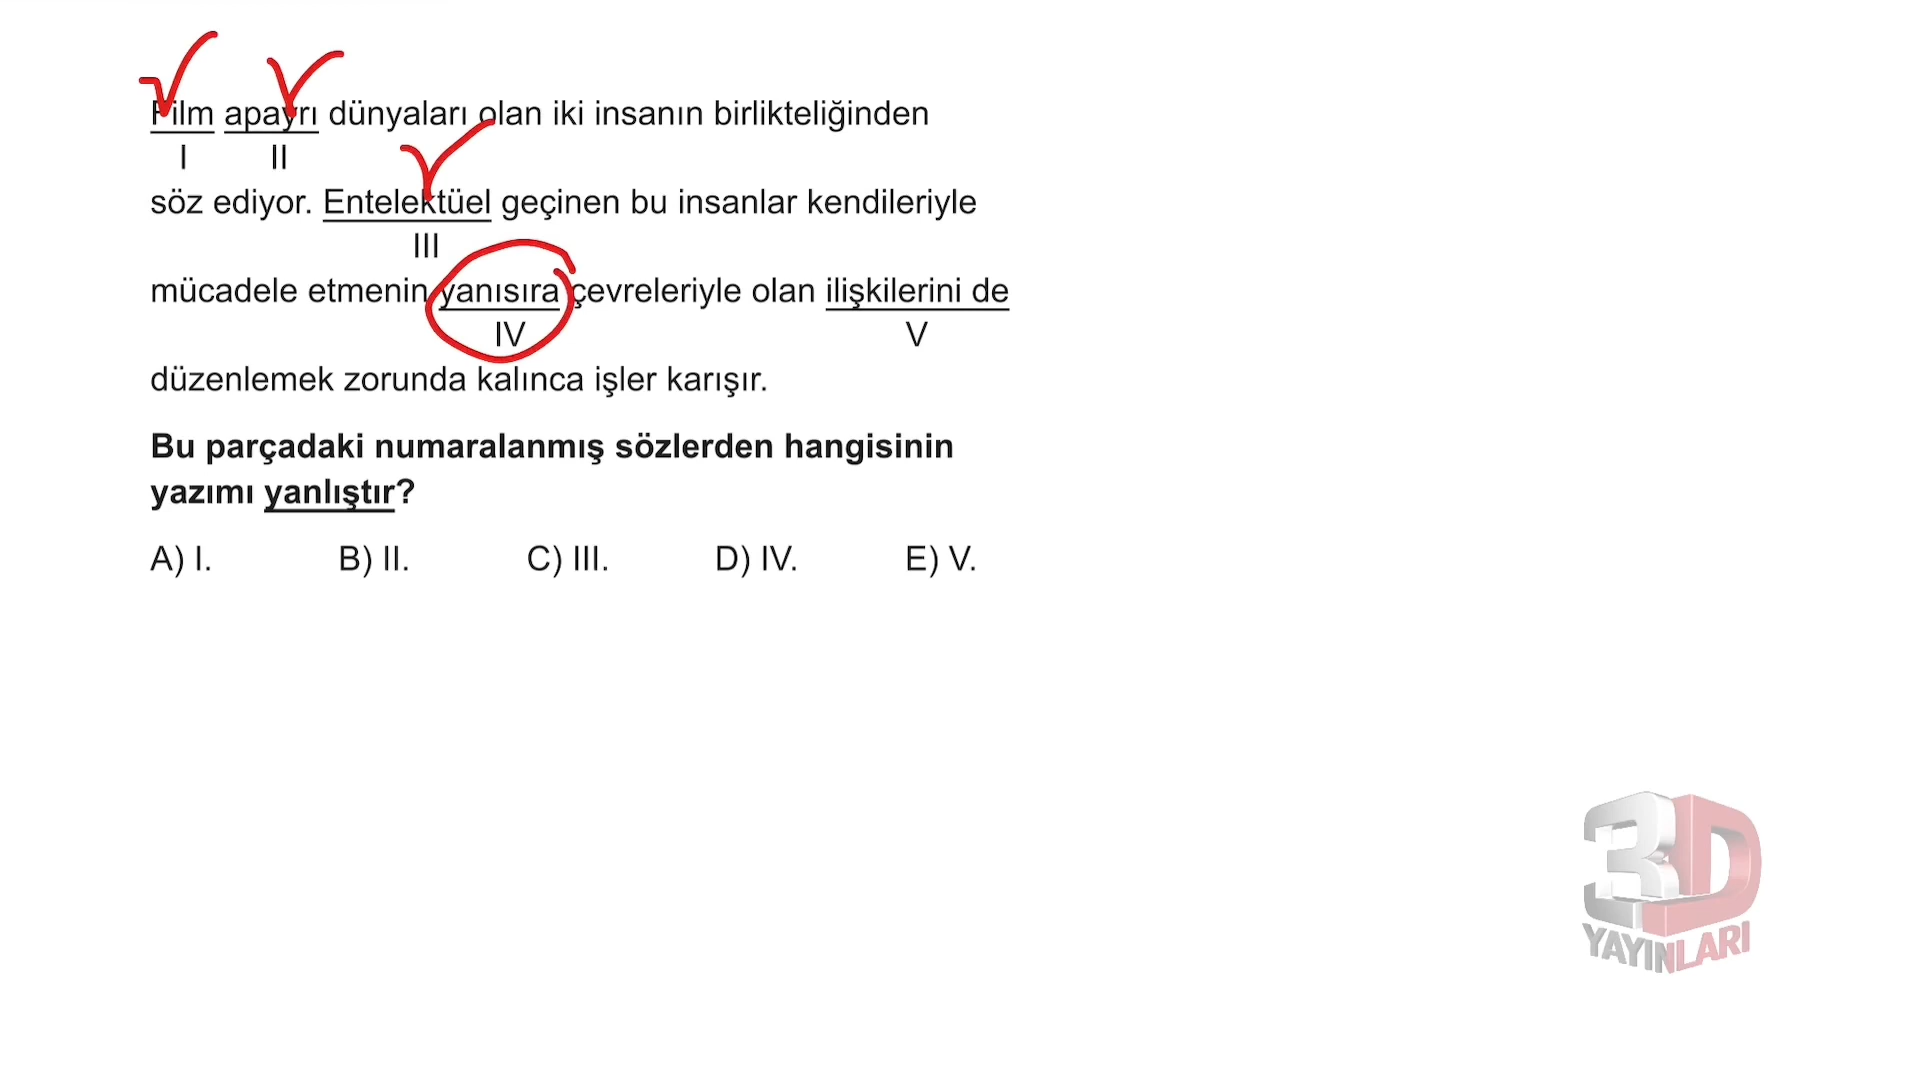 Film apayrı dünyaları olan iki insanın birlikteliğinden
I II
söz ediyor. Entelektüel geçinen bu insanlar kendileriyle
III
mücadele etmenin yanısıra çevreleriyle olan ilişkilerini de
IV V
düzenlemek zorunda kalınca işler karışır.
Bu parçadaki numaralanmış sözlerden hangisinin
yazımı yanlıştır?
A) I. B) II. C) III. D) IV. E) V.
3D
YAYINLARI